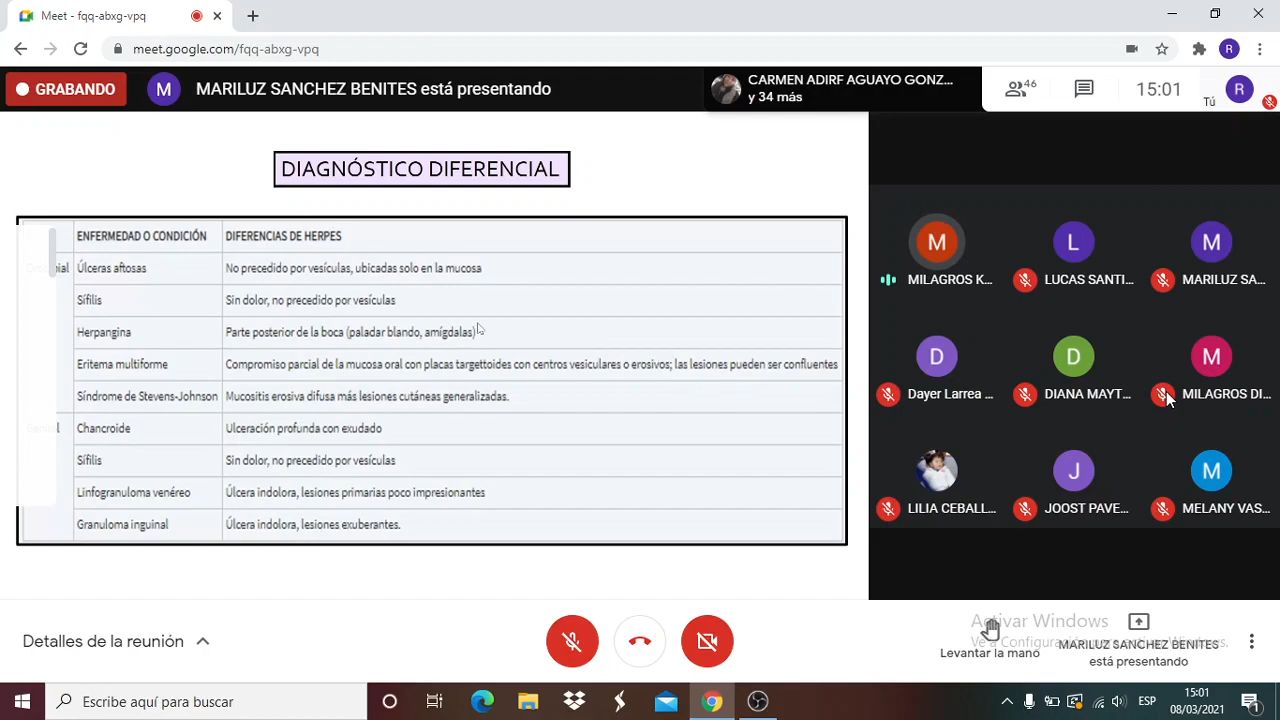 Meet - fqq-abxg-vpq
meet.google.com/fqq-abxg-vpq
R
GRABANDO
M
MARILUZ SANCHEZ BENITES está presentando
CARMEN ADIRF AGUAYO GONZ...
y 34 más
46
15:01
Tú
R
DIAGNÓSTICO DIFERENCIAL
ENFERMEDAD O CONDICIÓN DIFERENCIAS DE HERPES
Úlceras aftosas No precedido por vesículas, ubicadas solo en la mucosa
Sífilis Sin dolor, no precedido por vesículas
Herpangina Parte posterior de la boca (paladar blando, amígdalas)
Eritema multiforme Compromiso parcial de la mucosa oral con placas targettoides con centros vesiculares o erosivos; las lesiones pueden ser confluentes
Síndrome de Stevens-Johnson Mucositis erosiva difusa más lesiones cutáneas generalizadas.
Chancroide Ulceración profunda con exudado
Sífilis Sin dolor, no precedido por vesículas
Linfogranuloma venéreo Úlcera indolora, lesiones primarias poco impresionantes
Granuloma inguinal Úlcera indolora, lesiones exuberantes.
M L M
MILAGROS K... LUCAS SANTI... MARILUZ SA...
D D M
Dayer Larrea ... DIANA MAYT... MILAGROS DI...
J M
LILIA CEBALL... JOOST PAVE... MELANY VAS...
Detalles de la reunión
Activar Windows
Ve a Configuración para activar Windows.
Levantar la mano
MARILUZ SANCHEZ BENITES
está presentando
Escribe aquí para buscar
ESP
15:01
08/03/2021
1